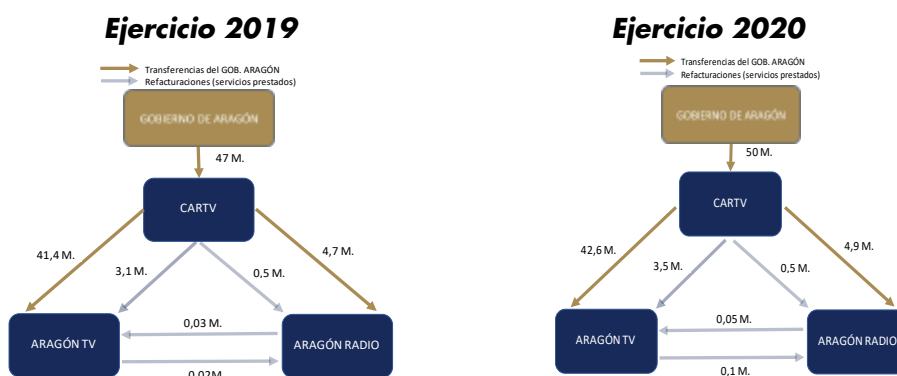 Ejercicio 2019
Transferencias del GOB. ARAGÓN
Refacturaciones (servicios prestados)
GOBIERNO DE ARAGÓN
47 M.
CARTV
41,4 M.
3,1 M.
0,5 M.
4,7 M.
0,03 M.
ARAGÓN TV
ARAGÓN RADIO
0,02M.
Ejercicio 2020
Transferencias del GOB. ARAGÓN
Refacturaciones (servicios prestados)
GOBIERNO DE ARAGÓN
50 M.
CARTV
42,6 M.
3,5 M.
0,5 M.
4,9 M.
0,05 M.
ARAGÓN TV
ARAGÓN RADIO
0,1 M.